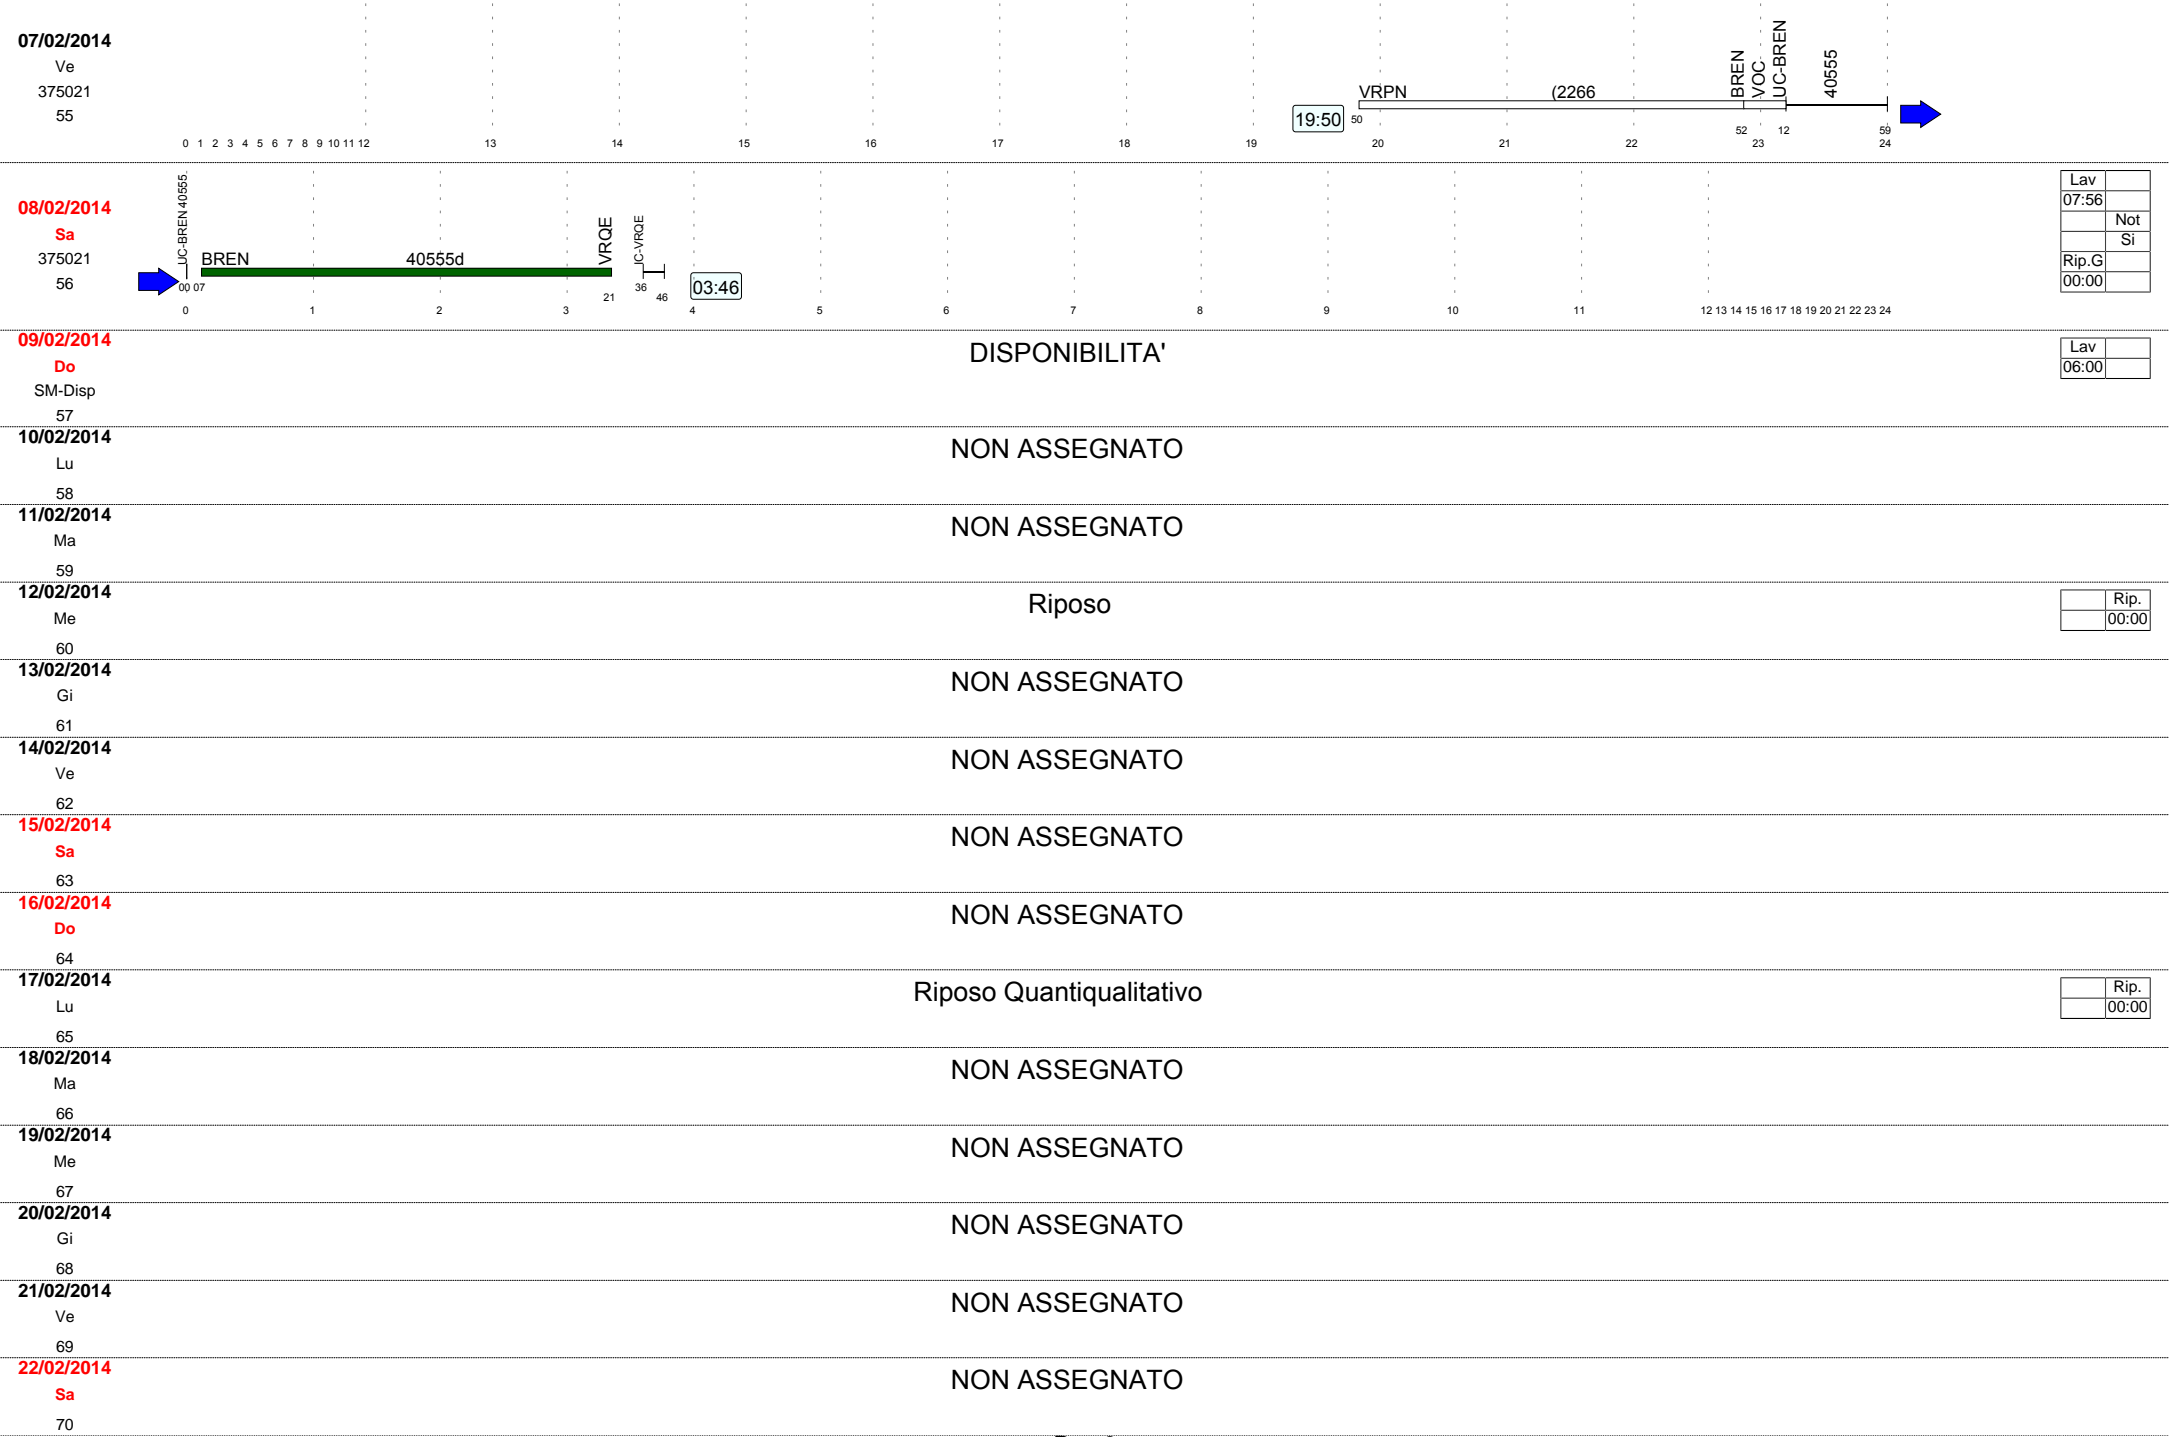 07/02/2014
Ve
375021
55
19:50
50
VRPN
(2266
BREN
VOC
UC-BREN
40555
52
12
59
0 1 2 3 4 5 6 7 8 9 10 11 12 13 14 15 16 17 18 19 20 21 22 23 24
08/02/2014
Sa
375021
56
UC-BREN 40555
00 07
BREN
40555d
VRQE
21
36
46
03:46
0 1 2 3 4 5 6 7 8 9 10 11 12 13 14 15 16 17 18 19 20 21 22 23 24
Lav
07:56
Not
Si
Rip.G
00:00
09/02/2014
Do
SM-Disp
57
DISPONIBILITA'
Lav
06:00
10/02/2014
Lu
58
NON ASSEGNATO
11/02/2014
Ma
59
NON ASSEGNATO
12/02/2014
Me
60
Riposo
Rip.
00:00
13/02/2014
Gi
61
NON ASSEGNATO
14/02/2014
Ve
62
NON ASSEGNATO
15/02/2014
Sa
63
NON ASSEGNATO
16/02/2014
Do
64
NON ASSEGNATO
17/02/2014
Lu
65
Riposo Quantiqualitativo
Rip.
00:00
18/02/2014
Ma
66
NON ASSEGNATO
19/02/2014
Me
67
NON ASSEGNATO
20/02/2014
Gi
68
NON ASSEGNATO
21/02/2014
Ve
69
NON ASSEGNATO
22/02/2014
Sa
70
NON ASSEGNATO